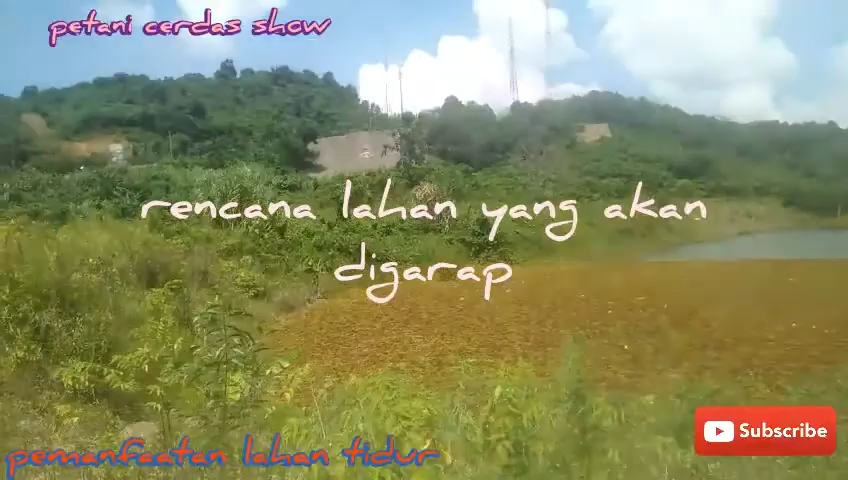 petani cerdas show
rencana lahan yang akan
digarap
Subscribe
pemanfaatan lahan tidur